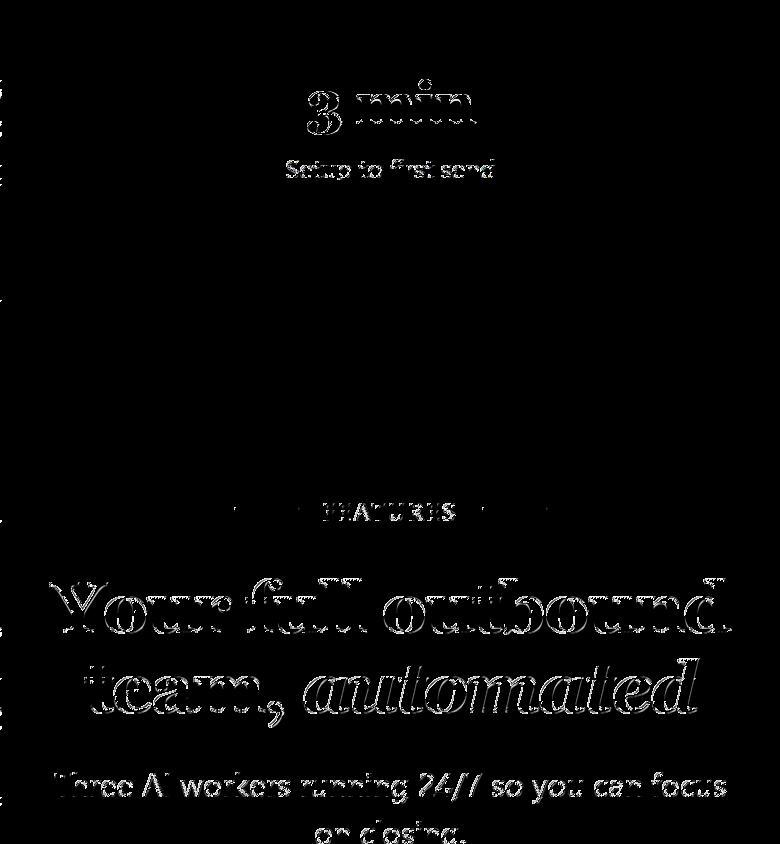 3 min
Setup to first send
FEATURES
Your full outbound
team, automated
Three AI workers running 24/7 so you can focus
on closing.